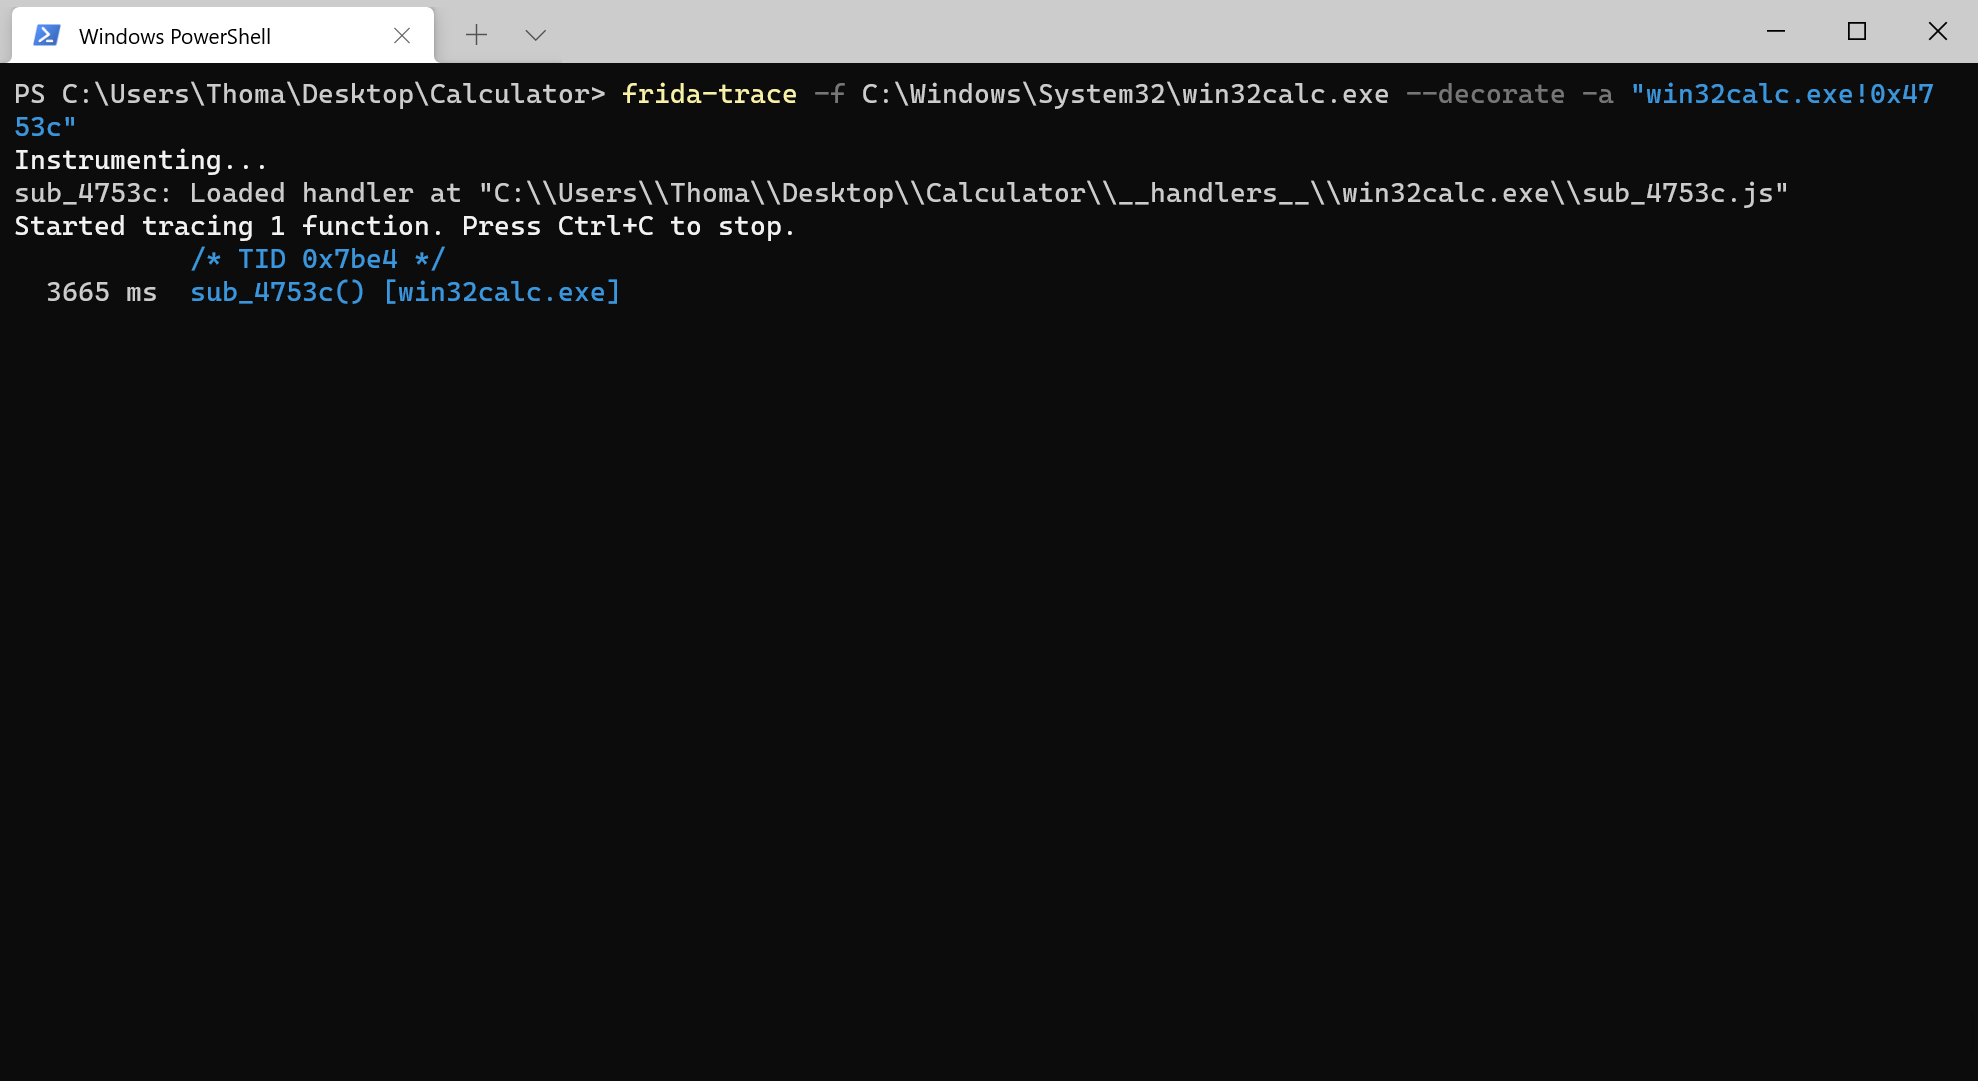 Windows PowerShell
PS C:\Users\Thoma\Desktop\Calculator> frida-trace -f C:\Windows\System32\win32calc.exe --decorate -a "win32calc.exe!0x47
53c"
Instrumenting...
sub_4753c: Loaded handler at "C:\\Users\\Thoma\\Desktop\\Calculator\\__handlers__\\win32calc.exe\\sub_4753c.js"
Started tracing 1 function. Press Ctrl+C to stop.
/* TID 0x7be4 */
3665 ms  sub_4753c() [win32calc.exe]